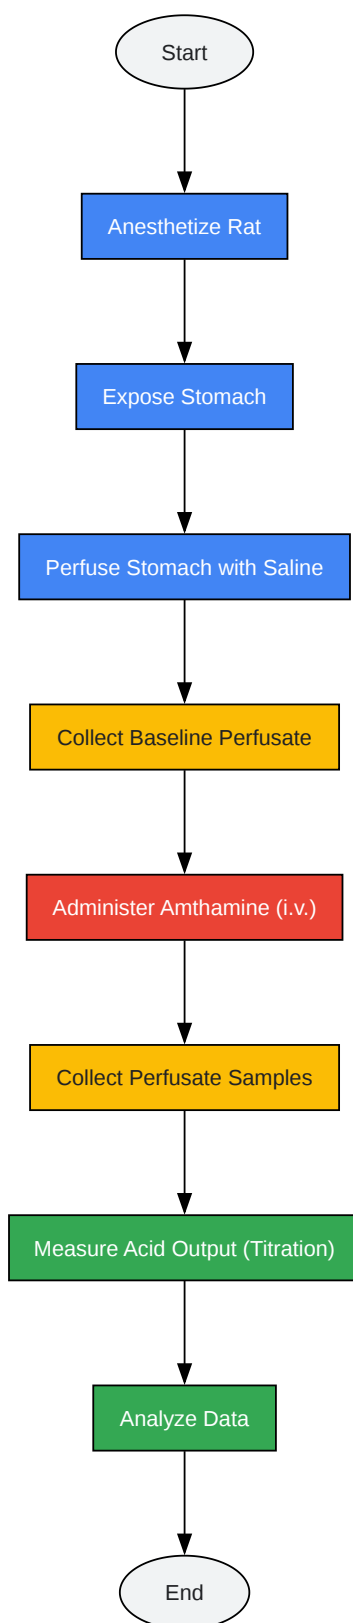 Start
Anesthetize Rat
Expose Stomach
Perfuse Stomach with Saline
Collect Baseline Perfusate
Administer Amthamine (i.v.)
Collect Perfusate Samples
Measure Acid Output (Titration)
Analyze Data
End